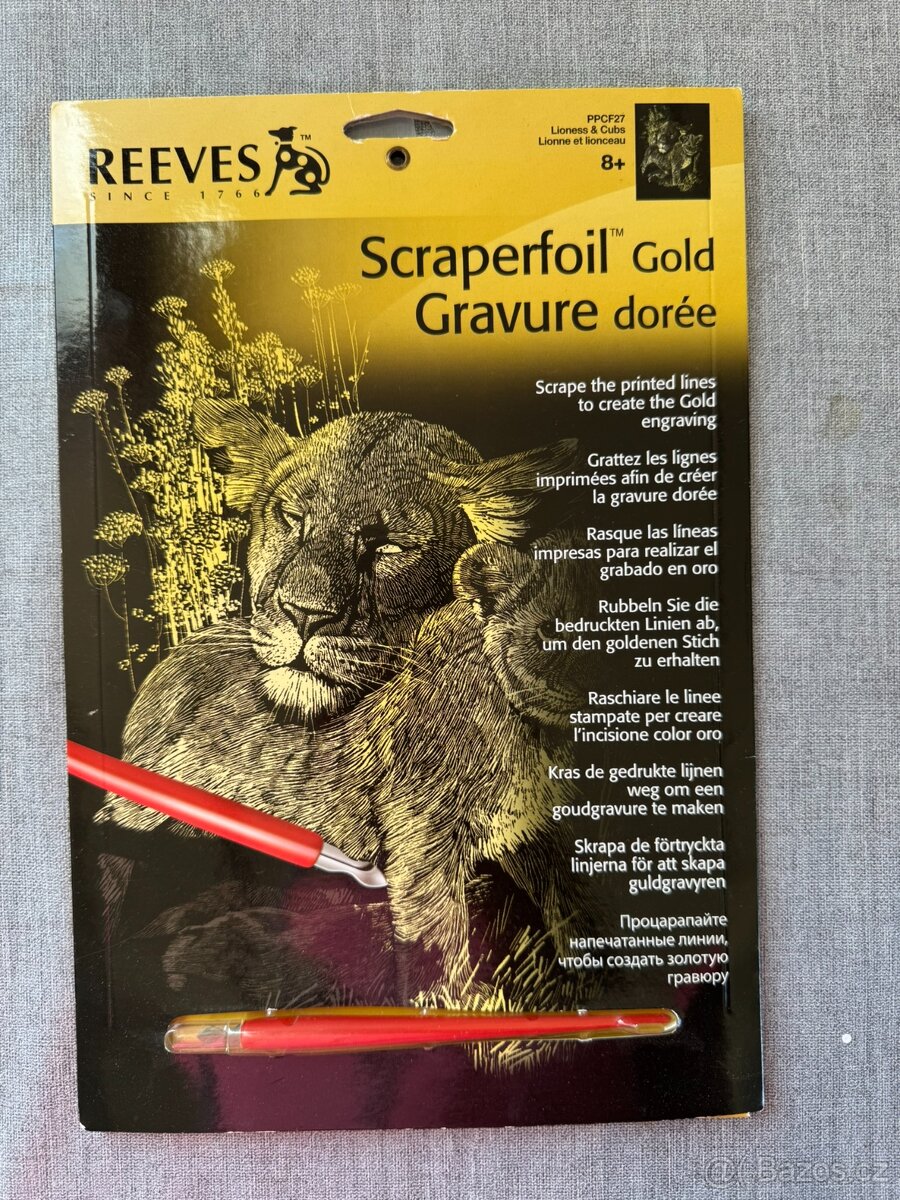 REEVES™
SINCE 1766
PPCF27
Lioness & Cubs
Lionne et lionceau
8+
Scraperfoil™ Gold
Gravure dorée
Scrape the printed lines
to create the Gold
engraving
Grattez les lignes
imprimées afin de créer
la gravure dorée
Rasque las líneas
impresas para realizar el
grabado en oro
Rubbeln Sie die
bedruckten Linien ab,
um den goldenen Stich
zu erhalten
Raschiare le linee
stampate per creare
l'incisione color oro
Kras de gedrukte lijnen
weg om een
goudgravure te maken
Skrapa de förtryckta
linjerna för att skapa
guldgravyren
Процарапайте
напечатанные линии,
чтобы создать золотую
гравюру
Bazos.cz